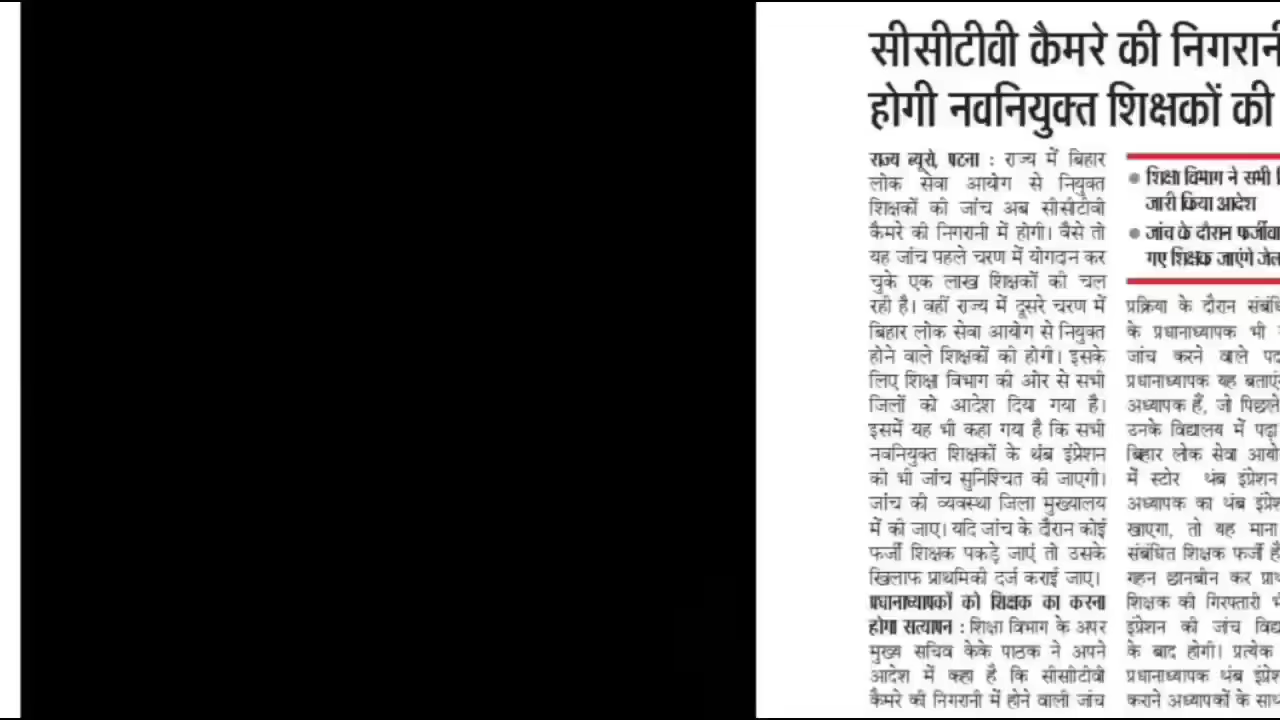 सीसीटीवी कैमरे की निगरानी
होगी नवनियुक्त शिक्षकों की
राज्य ब्यूरो, पटना : राज्य में बिहार
लोक सेवा आयोग से नियुक्त
शिक्षकों की जांच अब सीसीटीवी
कैमरे की निगरानी में होगी। वैसे तो
यह जांच पहले चरण में योगदान कर
चुके एक लाख शिक्षकों की चल
रही है। वहीं राज्य में दूसरे चरण में
बिहार लोक सेवा आयोग से नियुक्त
होने वाले शिक्षकों की होगी। इसके
लिए शिक्षा विभाग की ओर से सभी
जिलों को आदेश दिया गया है।
इसमें यह भी कहा गया है कि सभी
नवनियुक्त शिक्षकों के थंब इंप्रेशन
की भी जांच सुनिश्चित की जाएगी।
जांच की व्यवस्था जिला मुख्यालय
में की जाए। यदि जांच के दौरान कोई
फर्जी शिक्षक पकड़े जाएं तो उसके
खिलाफ प्राथमिकी दर्ज कराई जाए।
प्रधानाध्यापकों को शिक्षक का करना
होगा सत्यापन : शिक्षा विभाग के अपर
मुख्य सचिव केके पाठक ने अपने
आदेश में कहा है कि सीसीटीवी
कैमरे की निगरानी में होने वाली जांच
● शिक्षा विभाग ने सभी
जारी किया आदेश
● जांच के दौरान फर्जीवा
गए शिक्षक जाएंगे जेल
प्रक्रिया के दौरान संबंधि
के प्रधानाध्यापक भी
जांच करने वाले पद
प्रधानाध्यापक यह बताएं
अध्यापक हैं, जो पिछले
उनके विद्यालय में पढ़ा
बिहार लोक सेवा आयो
में स्टोर थंब इंप्रेशन
अध्यापक का थंब इंप्रे
खाएगा, तो यह माना
संबंधित शिक्षक फर्जी है
गहन छानबीन कर प्रा
शिक्षक की गिरफ्तारी भ
इंप्रेशन की जांच विद्य
के बाद होगी। प्रत्येक
प्रधानाध्यापक थंब इंप्रे
कराने अध्यापकों के साथ